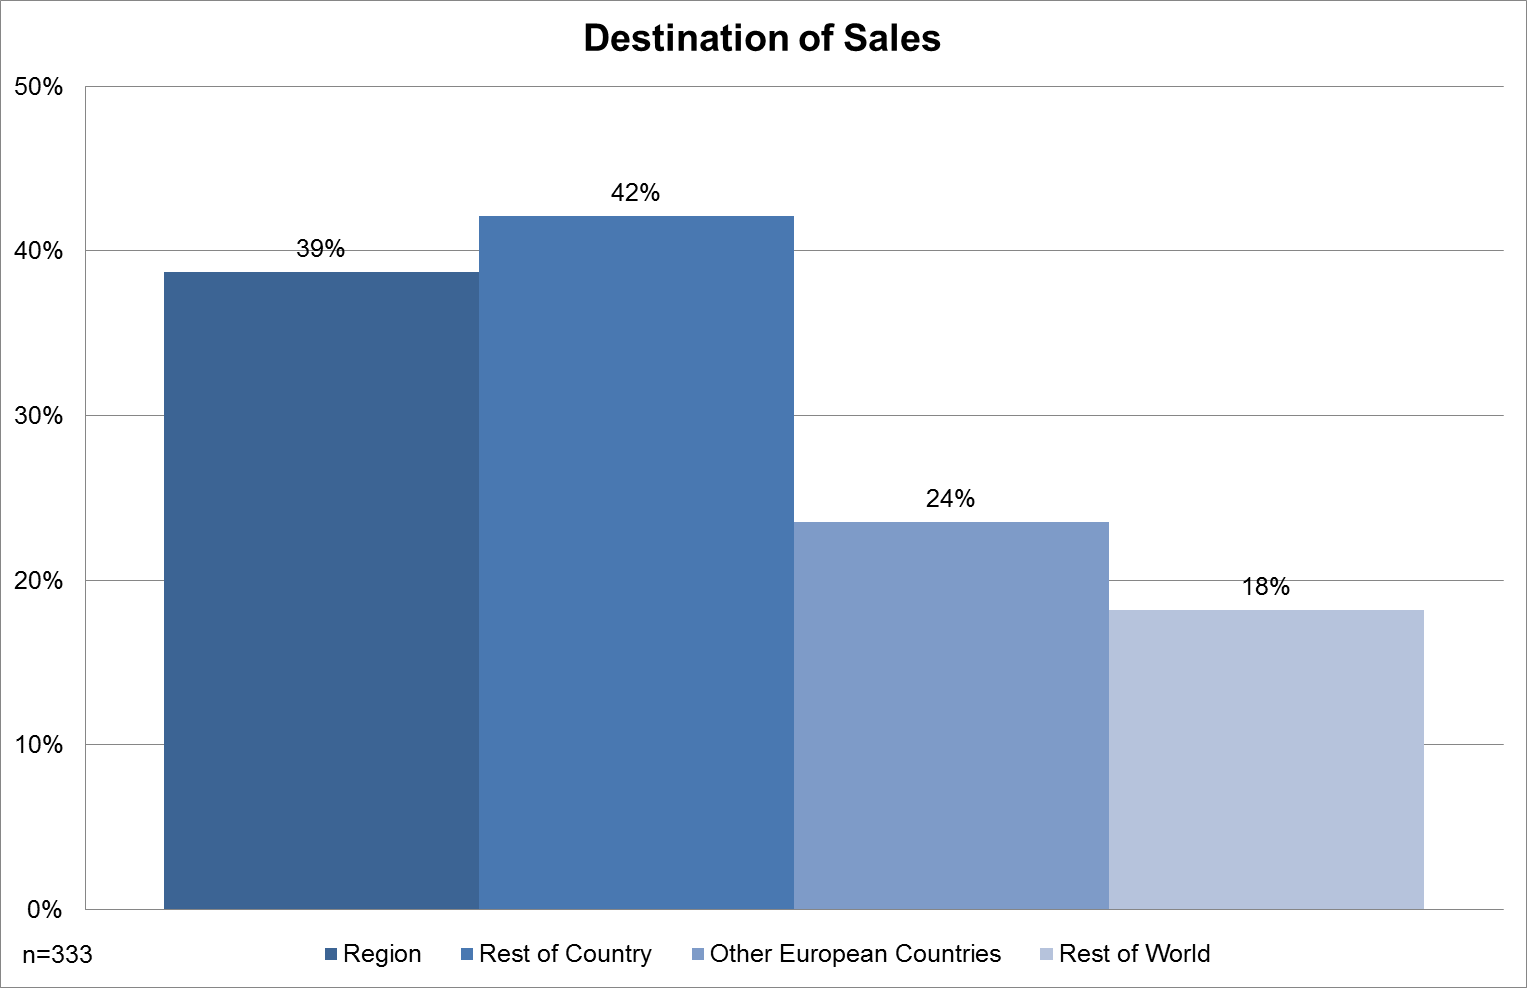 Destination of Sales
50%
42%
40%
39%
30%
24%
20%
18%
10%
0%
n=333
Region
Rest of Country
Other European Countries
Rest of World